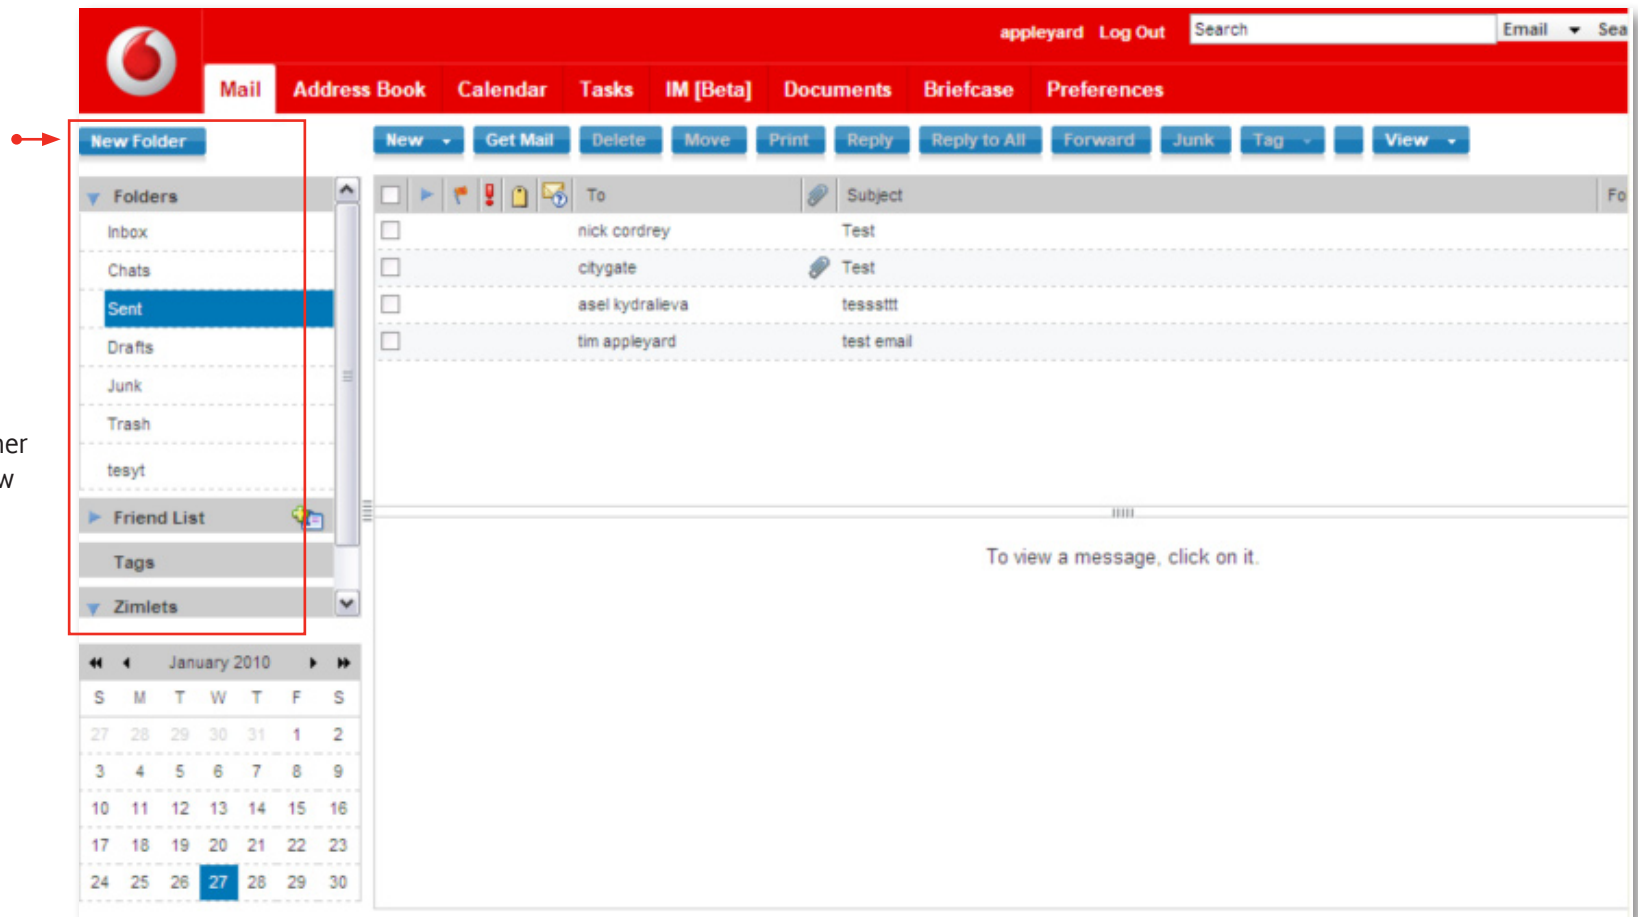 appleyard Log Out Search Email Sea
Mail Address Book Calendar Tasks IM [Beta] Documents Briefcase Preferences
New Folder New Get Mail Delete Move Print Reply Reply to All Forward Junk Tag View
Folders To Subject Fo
Inbox nick cordrey Test
Chats citygate Test
Sent asel kydralieva tesssttt
Drafts tim appleyard test email
Junk
Trash
ner
w
tesyt
Friend List
Tags
To view a message, click on it.
Zimlets
January 2010
S M T W T F S
27 28 29 30 31 1 2
3 4 5 6 7 8 9
10 11 12 13 14 15 16
17 18 19 20 21 22 23
24 25 26 27 28 29 30